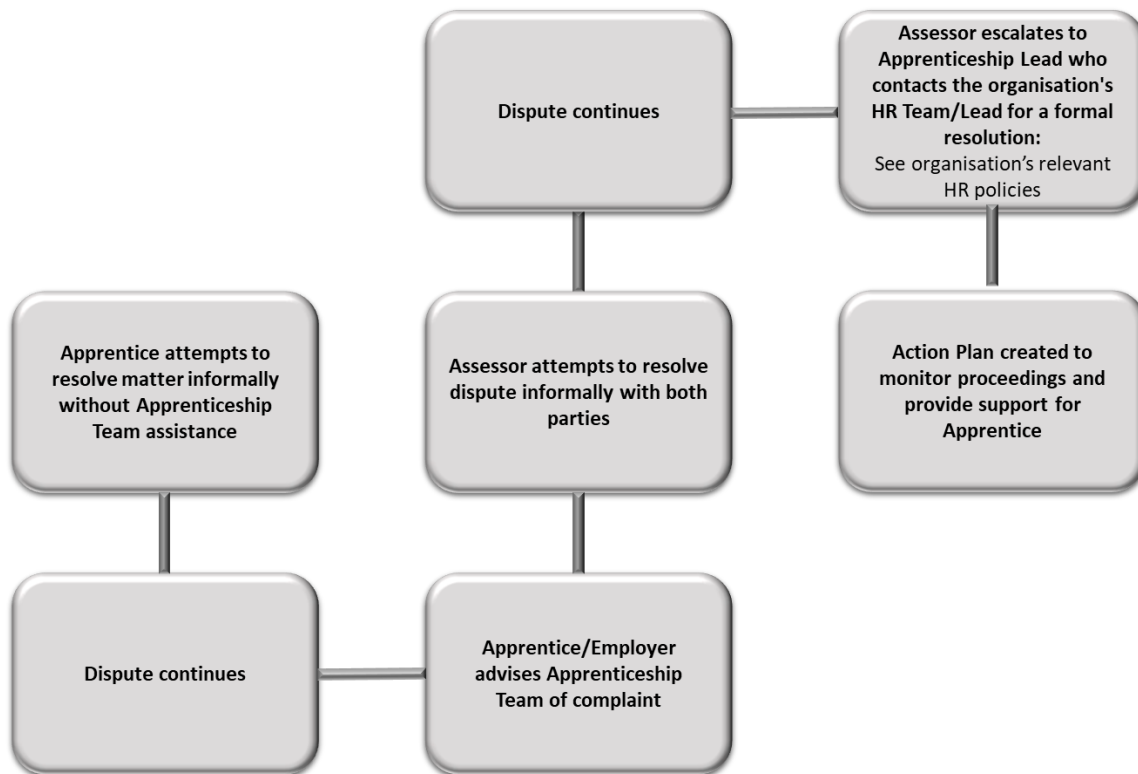 Apprentice attempts to
resolve matter informally
without Apprenticeship
Team assistance
Dispute continues
Apprentice/Employer
advises Apprenticeship
Team of complaint
Assessor attempts to resolve
dispute informally with both
parties
Dispute continues
Assessor escalates to
Apprenticeship Lead who
contacts the organisation's
HR Team/Lead for a formal
resolution:
See organisation’s relevant
HR policies
Action Plan created to
monitor proceedings and
provide support for
Apprentice